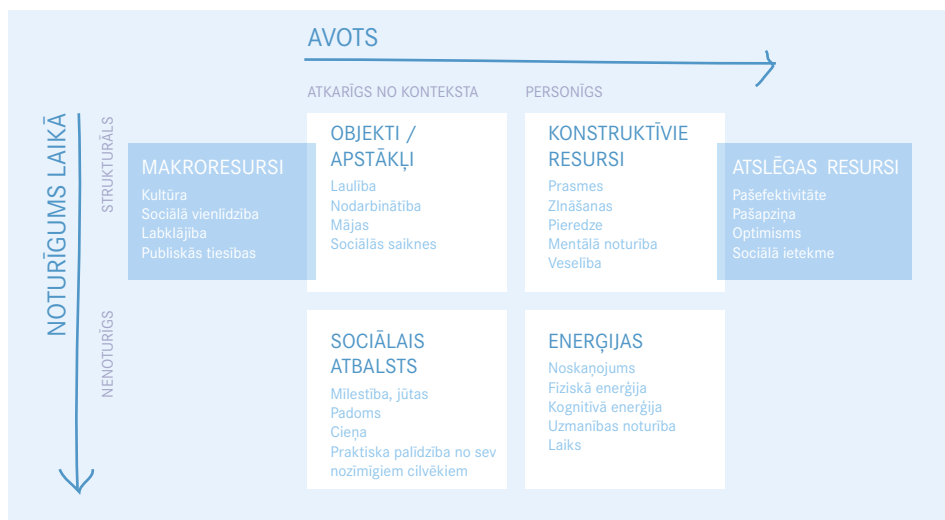 AVOTS
ATKARĪGS NO KONTEKSTA
PERSONĪGS
NOTURĪGUMS LAIKĀ
STRUKTURĀLS
NENOTURĪGS
MAKRORESURSI
Kultūra
Sociālā vienlīdzība
Labklājība
Publiskās tiesības
OBJEKTI /
APSTĀKĻI
Laulība
Nodarbinātība
Mājas
Sociālās saiknes
KONSTRUKTĪVIE
RESURSI
Prasmes
ZInāšanas
Pieredze
Mentālā noturība
Veselība
ATSLĒGAS RESURSI
Pašefektivitāte
Pašapziņa
Optimisms
Sociālā ietekme
SOCIĀLAIS
ATBALSTS
Mīlestība, jūtas
Padoms
Cieņa
Praktiska palīdzība no sev
nozīmīgiem cilvēkiem
ENERĢIJAS
Noskaņojums
Fiziskā enerģija
Kognitīvā enerģija
Uzmanības noturība
Laiks